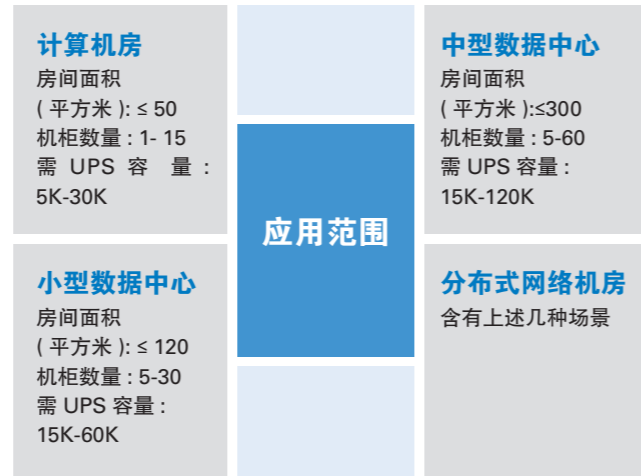 计算机房
房间面积
( 平方米 ): ≤ 50
机柜数量 : 1- 15
需 UPS 容 量 :
5K-30K
中型数据中心
房间面积
( 平方米 ):≤300
机柜数量 : 5-60
需 UPS 容量 :
15K-120K
应用范围
小型数据中心
房间面积
( 平方米 ): ≤ 120
机柜数量 : 5-30
需 UPS 容量 :
15K-60K
分布式网络机房
含有上述几种场景